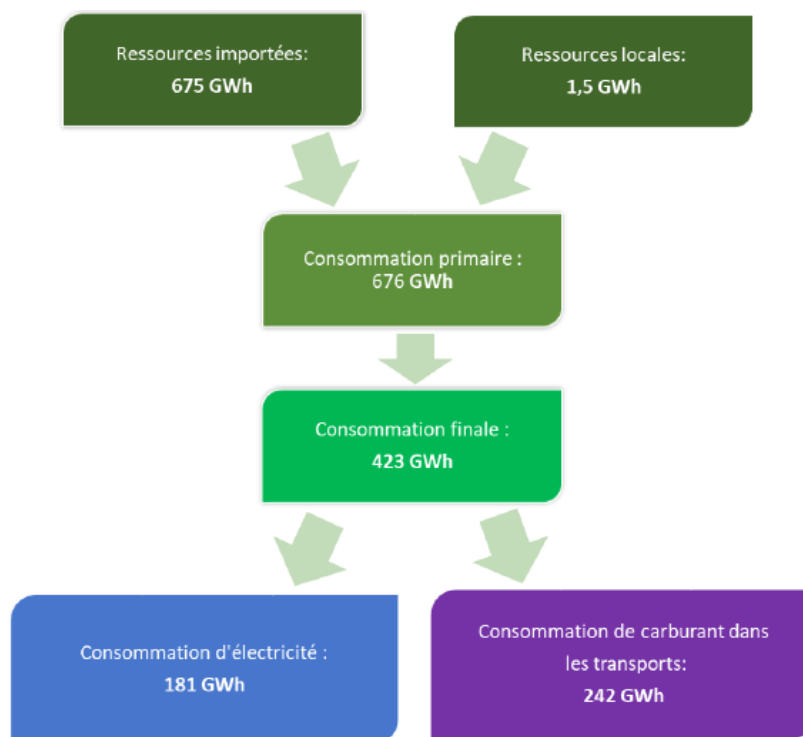 Ressources importées:
675 GWh
Ressources locales:
1,5 GWh
Consommation primaire :
676 GWh
Consommation finale :
423 GWh
Consommation d'électricité :
181 GWh
Consommation de carburant dans
les transports:
242 GWh